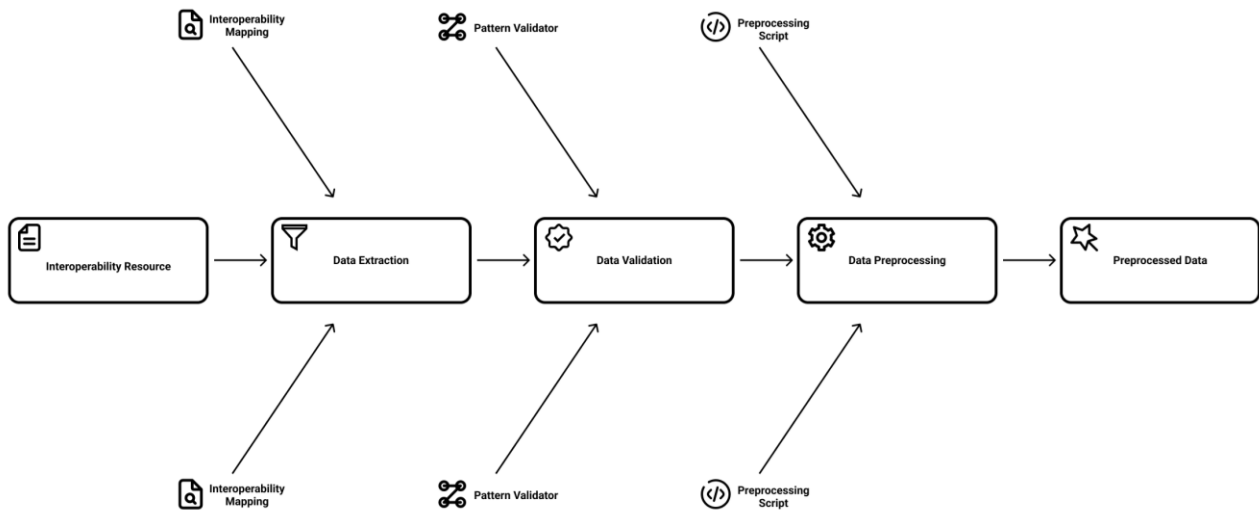 Interoperability
Mapping
Pattern Validator
Preprocessing
Script
Interoperability Resource
Data Extraction
Data Validation
Data Preprocessing
Preprocessed Data
Interoperability
Mapping
Pattern Validator
Preprocessing
Script